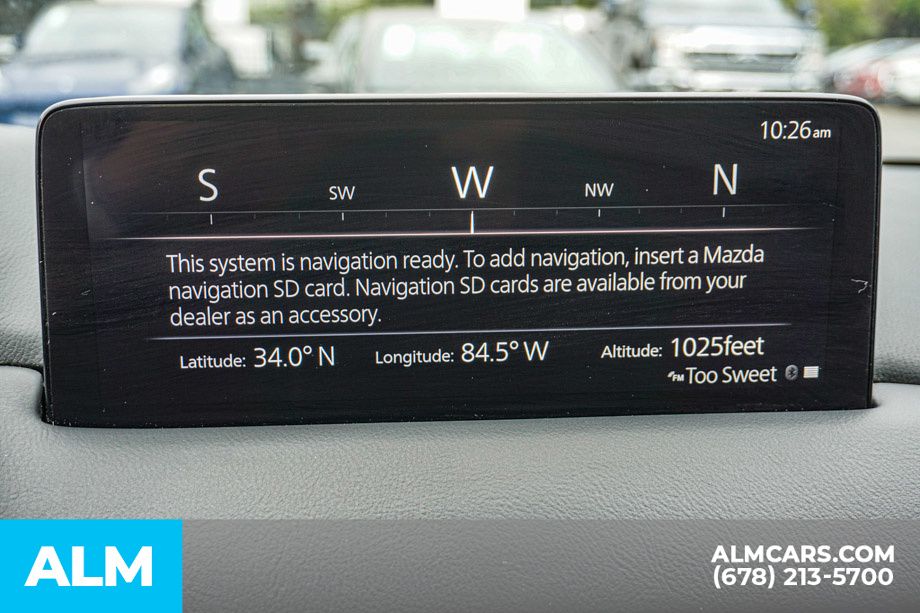 10:26am
S SW W NW N
This system is navigation ready. To add navigation, insert a Mazda
navigation SD card. Navigation SD cards are available from your
dealer as an accessory.
Latitude: 34.0° N Longitude: 84.5° W Altitude: 1025feet
FM Too Sweet
ALM
ALMCARS.COM
(678) 213-5700